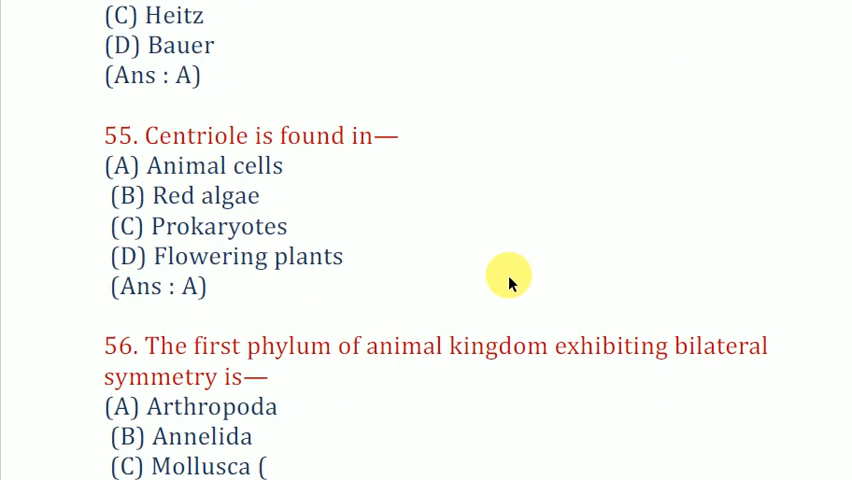 (C) Heitz
(D) Bauer
(Ans : A)
55. Centriole is found in—
(A) Animal cells
(B) Red algae
(C) Prokaryotes
(D) Flowering plants
(Ans : A)
56. The first phylum of animal kingdom exhibiting bilateral
symmetry is—
(A) Arthropoda
(B) Annelida
(C) Mollusca (